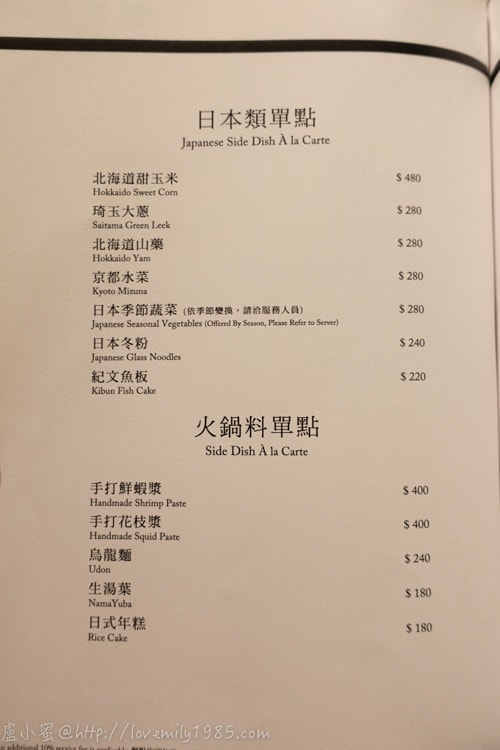 日本類單點
Japanese Side Dish À la Carte
北海道甜玉米 $ 480
Hokkaido Sweet Corn
琦玉大蔥 $ 280
Saitama Green Leek
北海道山藥 $ 280
Hokkaido Yam
京都水菜 $ 280
Kyoto Mizuna
日本季節蔬菜 (依季節變換，請洽服務人員) $ 280
Japanese Seasonal Vegetables (Offered By Season, Please Refer to Server)
日本冬粉 $ 240
Japanese Glass Noodles
紀文魚板 $ 220
Kibun Fish Cake
火鍋料單點
Side Dish À la Carte
手打鮮蝦漿 $ 400
Handmade Shrimp Paste
手打花枝漿 $ 400
Handmade Squid Paste
烏龍麵 $ 240
Udon
生湯葉 $ 180
NamaYuba
日式年糕 $ 180
Rice Cake
盧小蜜@http://lovemily1985.com
additional 10% service fee is applied